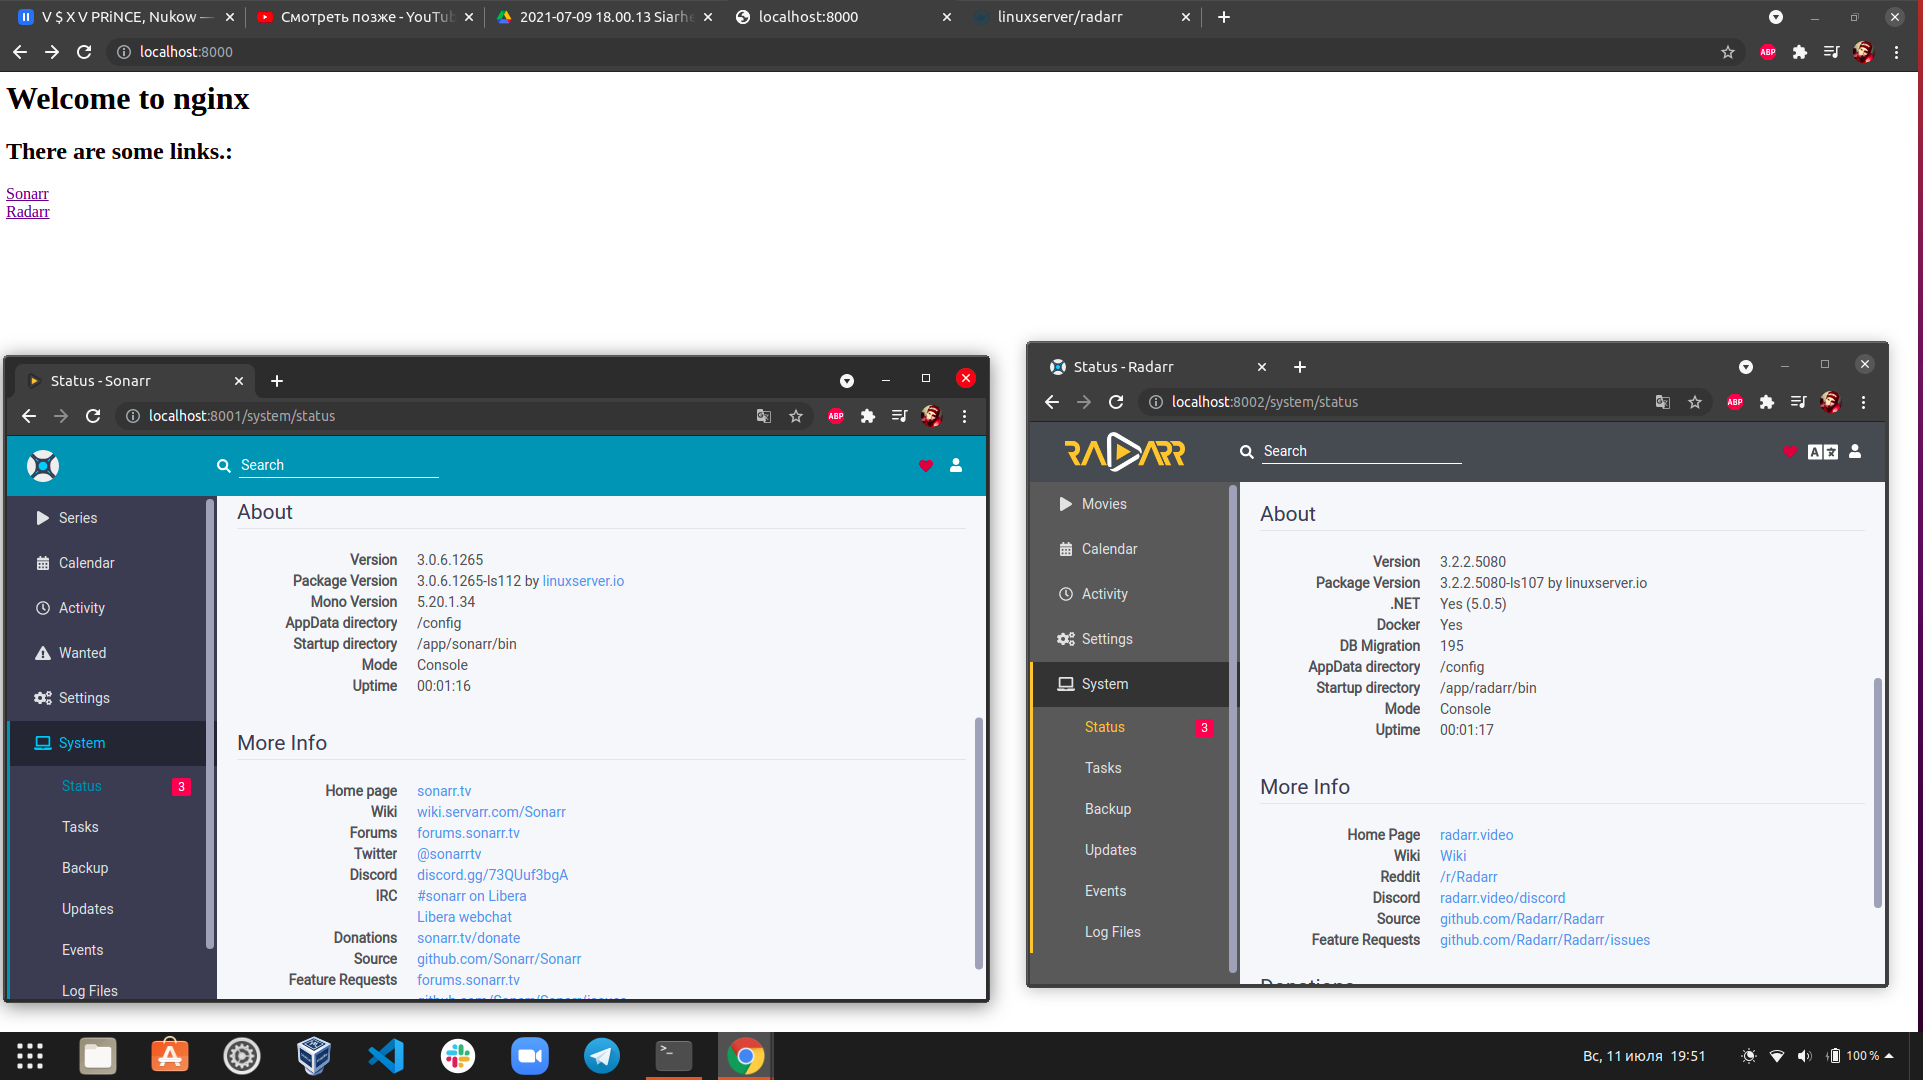 V $ X V PRiNCE, Nukow —
Смотреть позже - YouTub
2021-07-09 18.00.13 Siarhe
localhost:8000
linuxserver/radarr
localhost:8000
ABP
Welcome to nginx
There are some links.:
Sonarr
Radarr
Status - Sonarr
localhost:8001/system/status
ABP
Search
Series
Calendar
Activity
Wanted
Settings
System
Status 3
Tasks
Backup
Updates
Events
Log Files
About
Version 3.0.6.1265
Package Version 3.0.6.1265-ls112 by linuxserver.io
Mono Version 5.20.1.34
AppData directory /config
Startup directory /app/sonarr/bin
Mode Console
Uptime 00:01:16
More Info
Home page sonarr.tv
Wiki wiki.servarr.com/Sonarr
Forums forums.sonarr.tv
Twitter @sonarrtv
Discord discord.gg/73QUuf3bgA
IRC #sonarr on Libera
Libera webchat
Donations sonarr.tv/donate
Source github.com/Sonarr/Sonarr
Feature Requests forums.sonarr.tv
github.com/Sonarr/Sonarr/issues
Status - Radarr
localhost:8002/system/status
ABP
RADARR
Search
A
Movies
Calendar
Activity
Settings
System
Status 3
Tasks
Backup
Updates
Events
Log Files
About
Version 3.2.2.5080
Package Version 3.2.2.5080-ls107 by linuxserver.io
.NET Yes (5.0.5)
Docker Yes
DB Migration 195
AppData directory /config
Startup directory /app/radarr/bin
Mode Console
Uptime 00:01:17
More Info
Home Page radarr.video
Wiki Wiki
Reddit /r/Radarr
Discord radarr.video/discord
Source github.com/Radarr/Radarr
Feature Requests github.com/Radarr/Radarr/issues
Donations
Вс, 11 июля 19:51
100 %